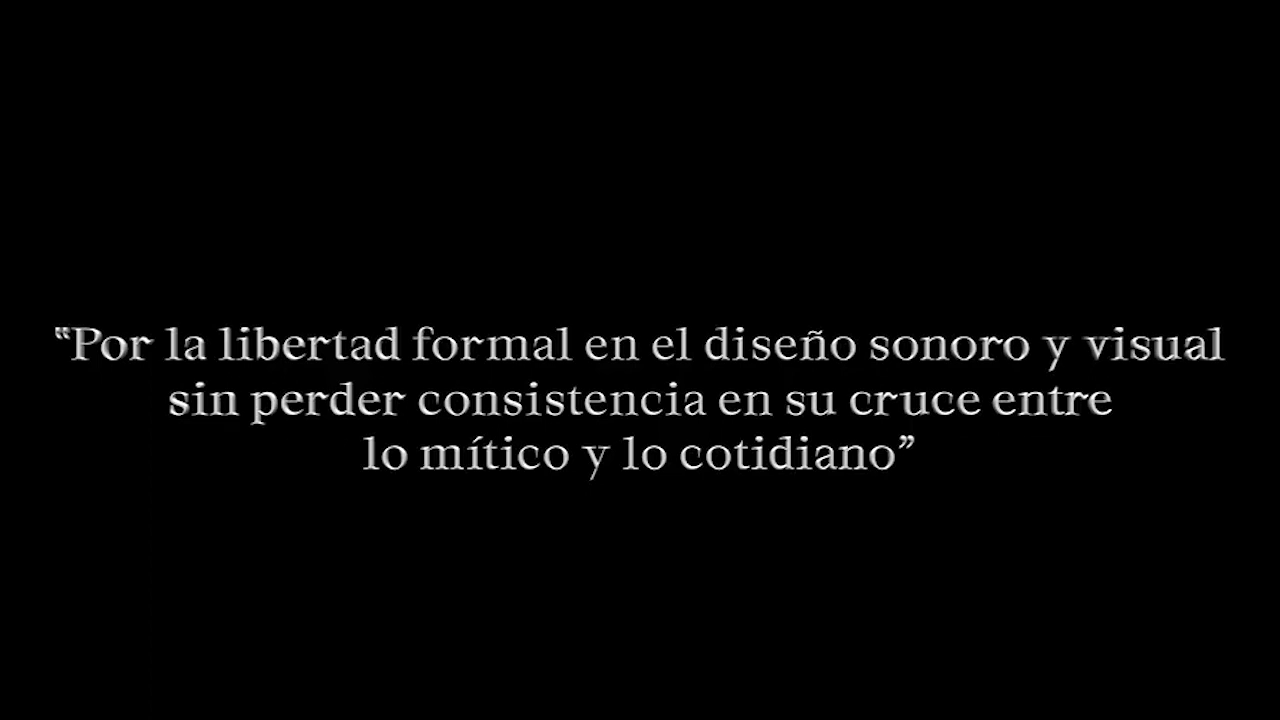 “Por la libertad formal en el diseño sonoro y visual
sin perder consistencia en su cruce entre
lo mítico y lo cotidiano”